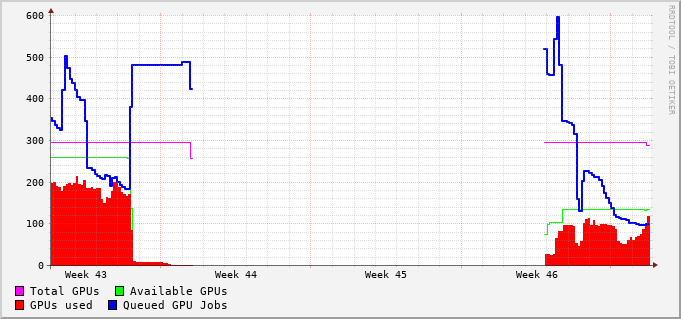 600
500
400
300
200
100
0
Week 43 Week 44 Week 45 Week 46
Total GPUs Available GPUs
GPUs used Queued GPU Jobs
RRDTOOL / TOBI OETIKER